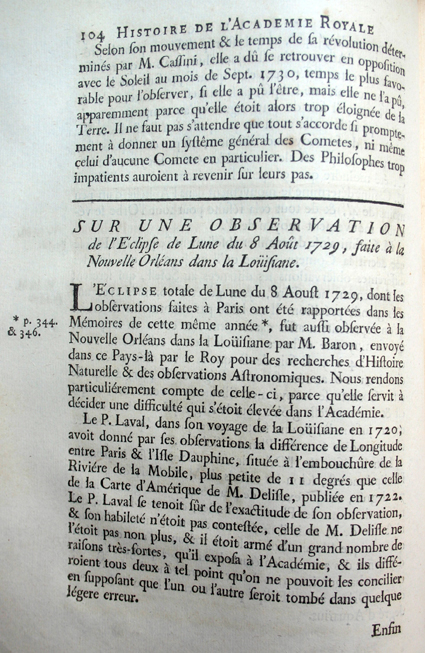 104 HISTOIRE DE L'ACADEMIE ROYALE
Selon son mouvement & le temps de sa révolution déter-
minés par M. Cassini, elle a dû se retrouver en opposition
avec le Soleil au mois de Sept. 1730, temps le plus favo-
rable pour l'observer, si elle a pû l'être, mais elle ne l'a pû,
apparemment parce qu'elle étoit alors trop éloignée de la
Terre. Il ne faut pas s'attendre que tout s'accorde si prompte-
ment à donner un sistême général des Cometes, ni même
celui d'aucune Comete en particulier. Des Philosophes trop
impatients auroient à revenir sur leurs pas.
SUR UNE OBSERVATION
de l'Eclipse de Lune du 8 Août 1729, faite à la
Nouvelle Orléans dans la Loüisiane.
L'ECLIPSE totale de Lune du 8 Aoust 1729, dont les
observations faites à Paris ont été rapportées dans les
* p. 344.
& 346.
Mémoires de cette même année *, fut aussi observée à la
Nouvelle Orléans dans la Loüisiane par M. Baron, envoyé
dans ce Pays-là par le Roy pour des recherches d'Histoire
Naturelle & des observations Astronomiques. Nous rendons
particuliérement compte de celle-ci, parce qu'elle servit à
décider une difficulté qui s'étoit élevée dans l'Académie.
Le P. Laval, dans son voyage de la Loüisiane en 1720,
avoit donné par ses observations la différence de Longitude
entre Paris & l'Isle Dauphine, située à l'embouchûre de la
Riviére de la Mobile, plus petite de 11 degrés que celle
de la Carte d'Amérique de M. Delisle, publiée en 1722.
Le P. Laval se tenoit sûr de l'exactitude de son observation,
& son habileté n'étoit pas contestée, celle de M. Delisle ne
l'étoit pas non plus, & il étoit armé d'un grand nombre de
raisons très-fortes, qu'il exposa à l'Académie, & ils diffé-
roient tous deux à tel point qu'on ne pouvoit les concilier
en supposant que l'un ou l'autre seroit tombé dans quelque
légere erreur.
Enfin